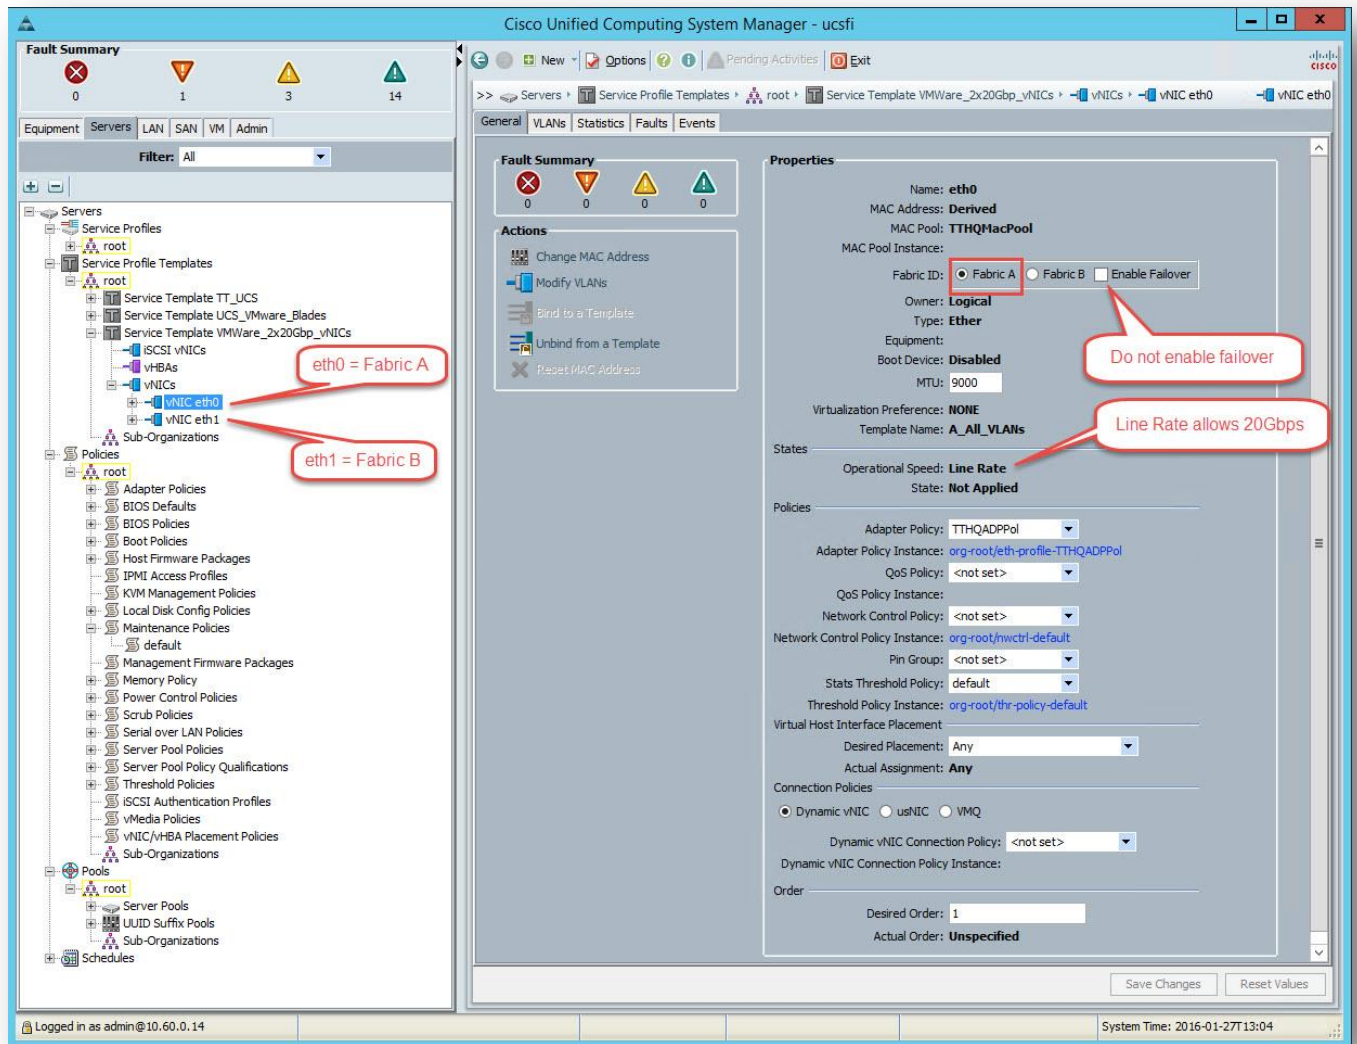 Cisco Unified Computing System Manager - ucsfi
Fault Summary
0 1 3 14
Equipment Servers LAN SAN VM Admin
Filter: All
Servers
Service Profiles
root
Service Profile Templates
root
Service Template TT_UCS
Service Template UCS_VMware_Blades
Service Template VMWare_2x20Gbp_vNICs
iSCSI vNICs
vHBAs
vNICs
vNIC eth0
vNIC eth1
Sub-Organizations
eth0 = Fabric A
eth1 = Fabric B
Policies
root
Adapter Policies
BIOS Defaults
BIOS Policies
Boot Policies
Host Firmware Packages
IPMI Access Profiles
KVM Management Policies
Local Disk Config Policies
Maintenance Policies
default
Management Firmware Packages
Memory Policy
Power Control Policies
Scrub Policies
Serial over LAN Policies
Server Pool Policies
Server Pool Policy Qualifications
Threshold Policies
iSCSI Authentication Profiles
vMedia Policies
vNIC/vHBA Placement Policies
Sub-Organizations
Pools
root
Server Pools
UUID Suffix Pools
Sub-Organizations
Schedules
New Options Pending Activities Exit
CISCO
>> Servers Service Profile Templates root Service Template VMWare_2x20Gbp_vNICs vNICs vNIC eth0 vNIC eth0
General VLANs Statistics Faults Events
Fault Summary
0 0 0 0
Actions
Change MAC Address
Modify VLANs
Bind to a Template
Unbind from a Template
Reset MAC Address
Properties
Name: eth0
MAC Address: Derived
MAC Pool: TTHQMacPool
MAC Pool Instance:
Fabric ID: Fabric A Fabric B Enable Failover
Owner: Logical
Type: Ether
Equipment:
Boot Device: Disabled
MTU: 9000
Virtualization Preference: NONE
Template Name: A_All_VLANs
Do not enable failover
Line Rate allows 20Gbps
States
Operational Speed: Line Rate
State: Not Applied
Policies
Adapter Policy: TTHQADPPol
Adapter Policy Instance: org-root/eth-profile-TTHQADPPol
QoS Policy: <not set>
QoS Policy Instance:
Network Control Policy: <not set>
Network Control Policy Instance: org-root/nwctrl-default
Pin Group: <not set>
Stats Threshold Policy: default
Threshold Policy Instance: org-root/thr-policy-default
Virtual Host Interface Placement
Desired Placement: Any
Actual Assignment: Any
Connection Policies
Dynamic vNIC usNIC VMQ
Dynamic vNIC Connection Policy: <not set>
Dynamic vNIC Connection Policy Instance:
Order
Desired Order: 1
Actual Order: Unspecified
Save Changes Reset Values
Logged in as admin@10.60.0.14
System Time: 2016-01-27T13:04